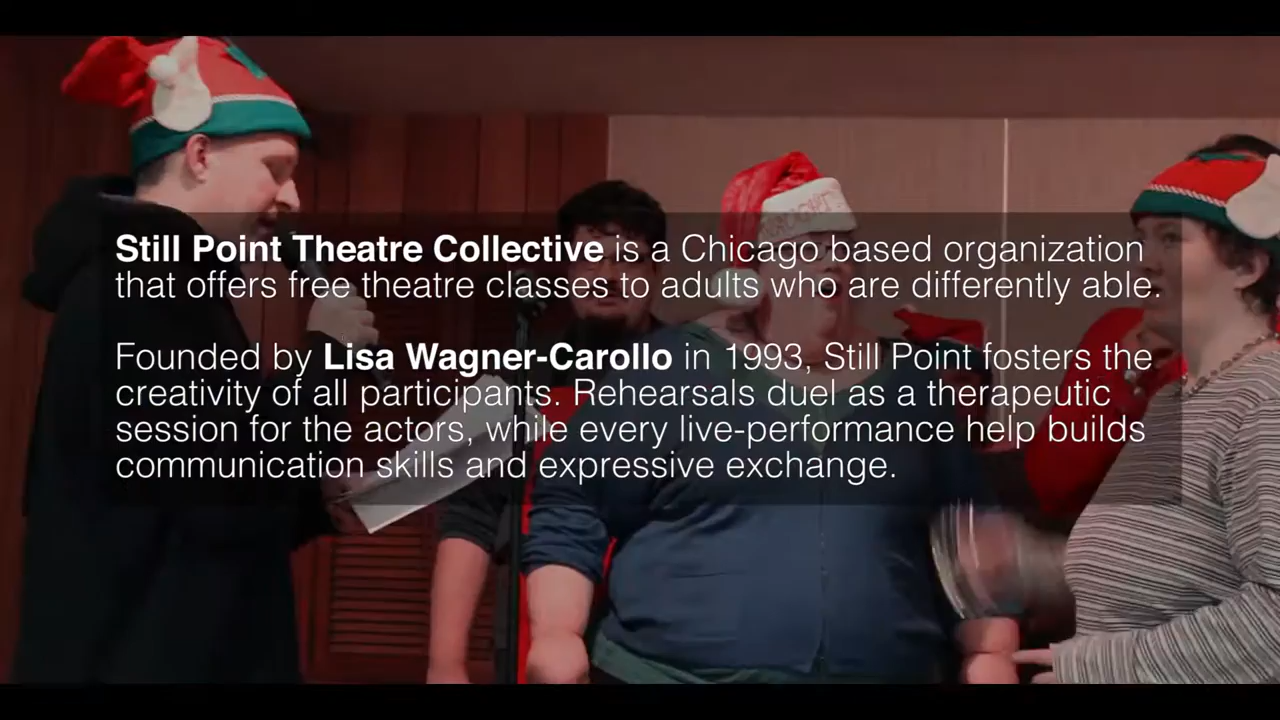 Still Point Theatre Collective is a Chicago based organization
that offers free theatre classes to adults who are differently able.
Founded by Lisa Wagner-Carollo in 1993, Still Point fosters the
creativity of all participants. Rehearsals duel as a therapeutic
session for the actors, while every live-performance help builds
communication skills and expressive exchange.